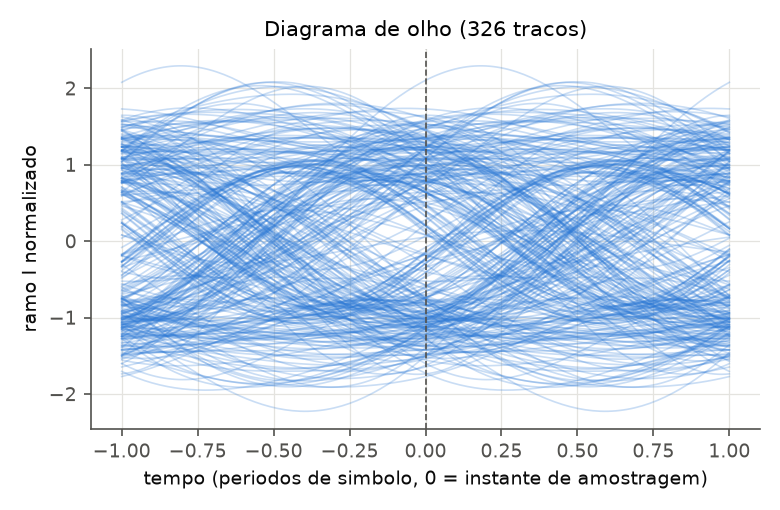 Diagrama de olho (326 tracos)
ramo I normalizado
2
1
0
−1
−2
−1.00 −0.75 −0.50 −0.25 0.00 0.25 0.50 0.75 1.00
tempo (periodos de simbolo, 0 = instante de amostragem)